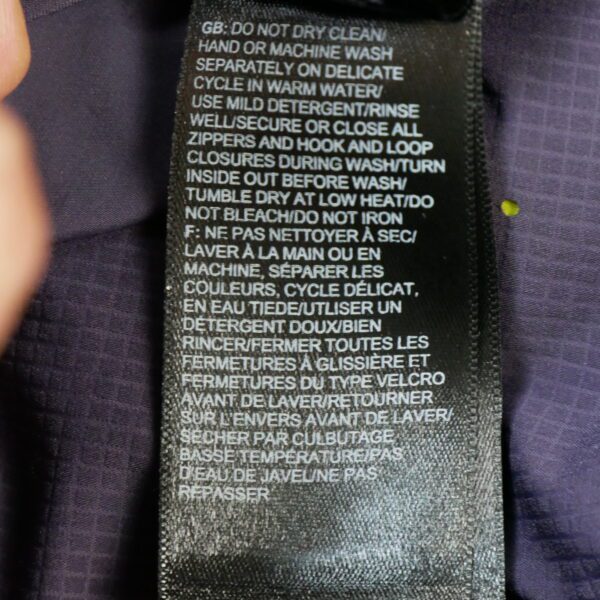 GB: DO NOT DRY CLEAN/
HAND OR MACHINE WASH
SEPARATELY ON DELICATE
CYCLE IN WARM WATER/
USE MILD DETERGENT/RINSE
WELL/SECURE OR CLOSE ALL
ZIPPERS AND HOOK AND LOOP
CLOSURES DURING WASH/TURN
INSIDE OUT BEFORE WASH/
TUMBLE DRY AT LOW HEAT/DO
NOT BLEACH/DO NOT IRON
F: NE PAS NETTOYER À SEC/
LAVER À LA MAIN OU EN
MACHINE, SÉPARER LES
COULEURS, CYCLE DÉLICAT,
EN EAU TIEDE/UTLISER UN
DÉTERGENT DOUX/BIEN
RINCER/FERMER TOUTES LES
FERMETURES À GLISSIÈRE ET
FERMETURES DU TYPE VELCRO
AVANT DE LAVER/RETOURNER
SUR L'ENVERS AVANT DE LAVER/
SÉCHER PAR CULBUTAGE
BASSE TEMPÉRATURE/PAS
D'EAU DE JAVEL/NE PAS
REPASSER